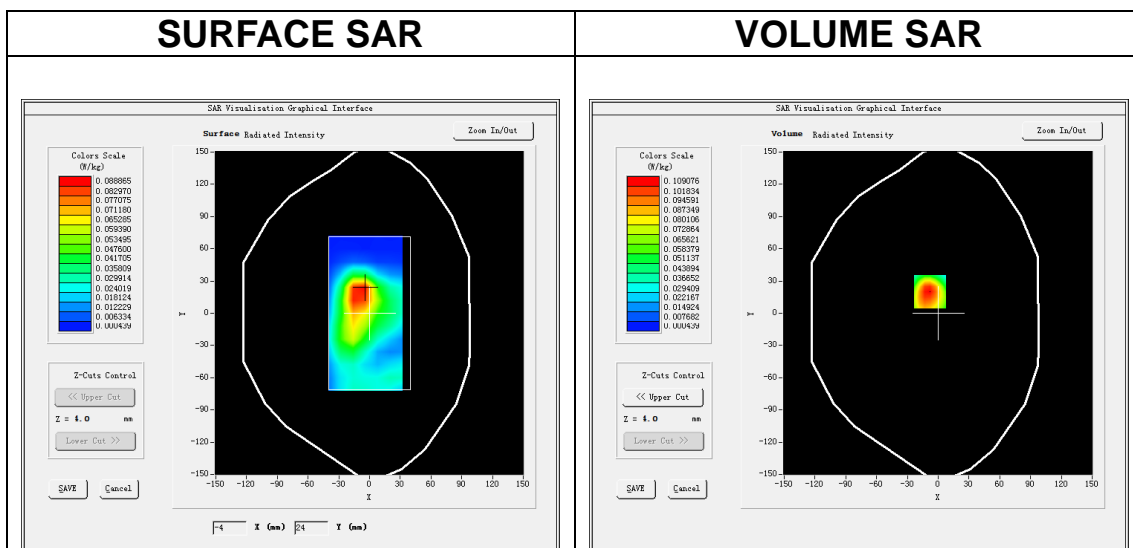 SURFACE SAR
VOLUME SAR
SAR Visualisation Graphical Interface
Surface Radiated Intensity
Zoom In/Out
Colors Scale
(W/kg)
0.088865
0.082970
0.077075
0.071180
0.065285
0.059390
0.053495
0.047600
0.041705
0.035809
0.029914
0.024019
0.018124
0.012229
0.006334
0.000439
150
120
90
60
30
0
-30
-60
-90
-120
-150
Y
-150 -120 -90 -60 -30 0 30 60 90 120 150
X
Z-Cuts Control
<< Upper Cut
Z = 4.0 mm
Lower Cut >>
SAVE Cancel
-4 X (mm) 24 Y (mm)
SAR Visualisation Graphical Interface
Volume Radiated Intensity
Zoom In/Out
Colors Scale
(W/kg)
0.109076
0.101834
0.094591
0.087349
0.080106
0.072864
0.065621
0.058379
0.051137
0.043894
0.036652
0.029409
0.022167
0.014924
0.007682
0.000439
150
120
90
60
30
0
-30
-60
-90
-120
-150
Y
-150 -120 -90 -60 -30 0 30 60 90 120 150
X
Z-Cuts Control
<< Upper Cut
Z = 4.0 mm
Lower Cut >>
SAVE Cancel